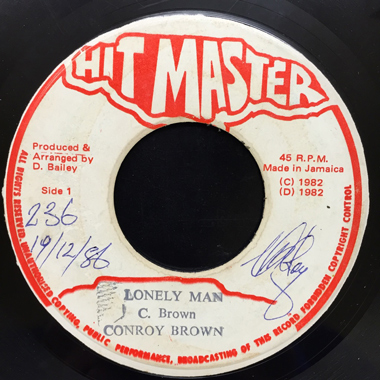 HIT MASTER
Produced &
Arranged by
D. Bailey
Side 1
45 R.P.M.
Made in Jamaica
(C) 1982
(D) 1982
236
19/12/86
LONELY MAN
C. Brown
CONROY BROWN
ALL RIGHTS RESERVED, UNAUTHORISED COPYING, PUBLIC PERFORMANCE, BROADCASTING OF THIS RECORD FORBIDDEN COPYRIGHT CONTROL